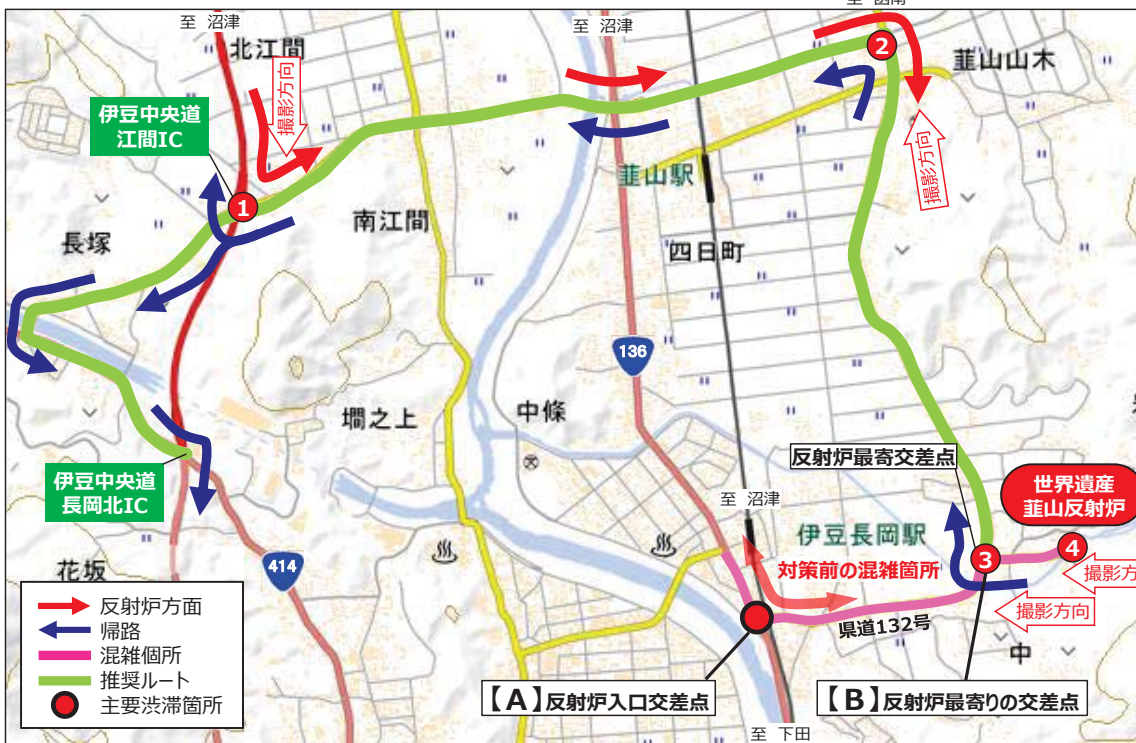 至 沼津
至 沼津
至 函南
北江間
韮山山木
伊豆中央道
江間IC
撮影方向
1
2
撮影方向
韮山駅
長塚
南江間
四日町
136
中條
墹之上
反射炉最寄交差点
世界遺産
韮山反射炉
伊豆中央道
長岡北IC
至 沼津
伊豆長岡駅
対策前の混雑箇所
3
4
撮影方
撮影方向
花坂
414
県道132号
中
反射炉方面
帰路
混雑個所
推奨ルート
主要渋滞箇所
【A】反射炉入口交差点
【B】反射炉最寄りの交差点
至 下田